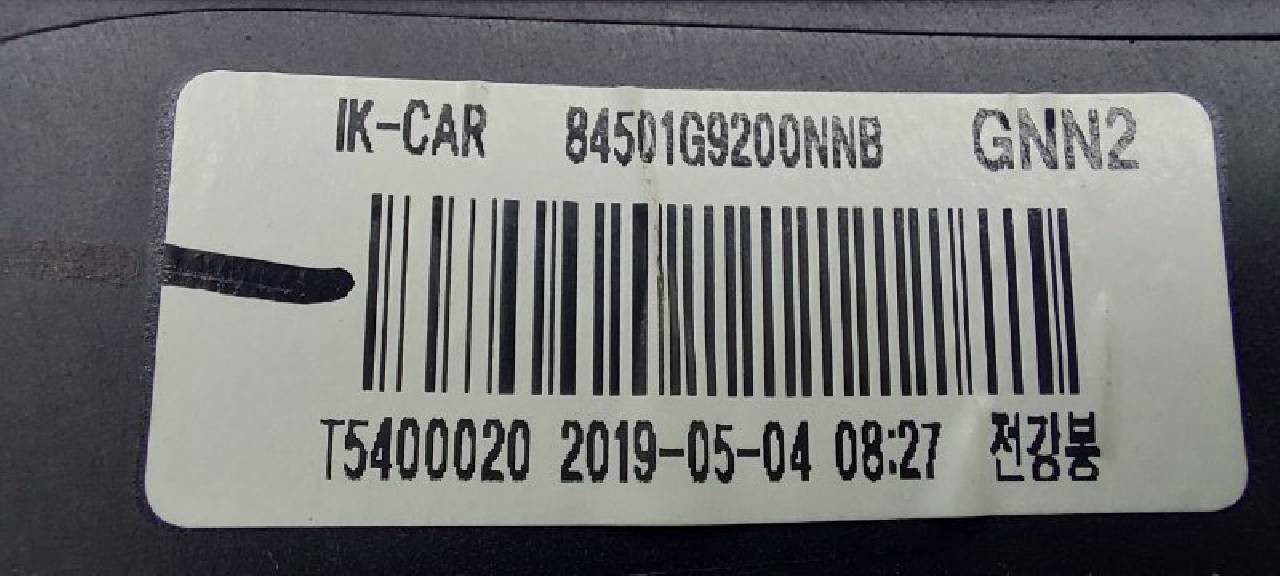 IK-CAR 84501G9200NNB GNN2
T5400020 2019-05-04 08:27 전강봉